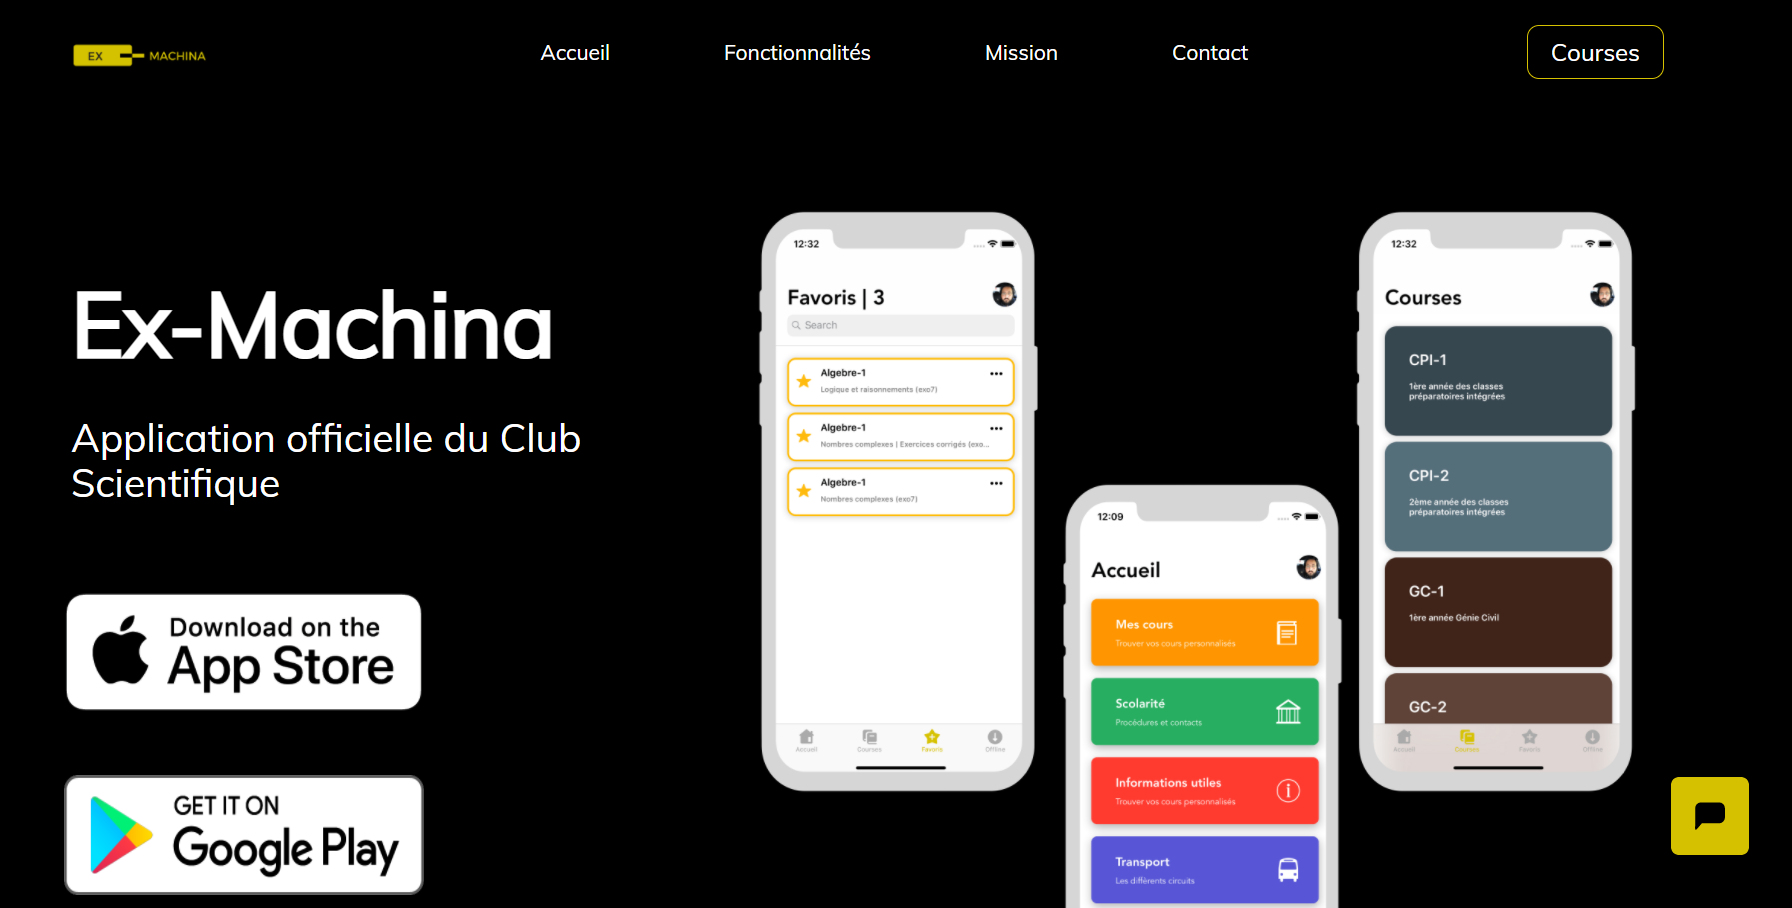 EX MACHINA
Accueil
Fonctionnalités
Mission
Contact
Courses
Ex-Machina
Application officielle du Club
Scientifique
Download on the
App Store
GET IT ON
Google Play
12:32
Favoris | 3
Search
Algebre-1
Logique et raisonnements (exo7)
Algebre-1
Nombres complexes | Exercices corrigés (exo...
Algebre-1
Nombres complexes (exo7)
Accueil
Courses
Favoris
Offline
12:09
Accueil
Mes cours
Trouver vos cours personnalisés
Scolarité
Procédures et contacts
Informations utiles
Trouver vos cours personnalisés
Transport
Les différents circuits
12:32
Courses
CPI-1
1ère année des classes
préparatoires intégrées
CPI-2
2ème année des classes
préparatoires intégrées
GC-1
1ère année Génie Civil
GC-2
Accueil
Courses
Favoris
Offline